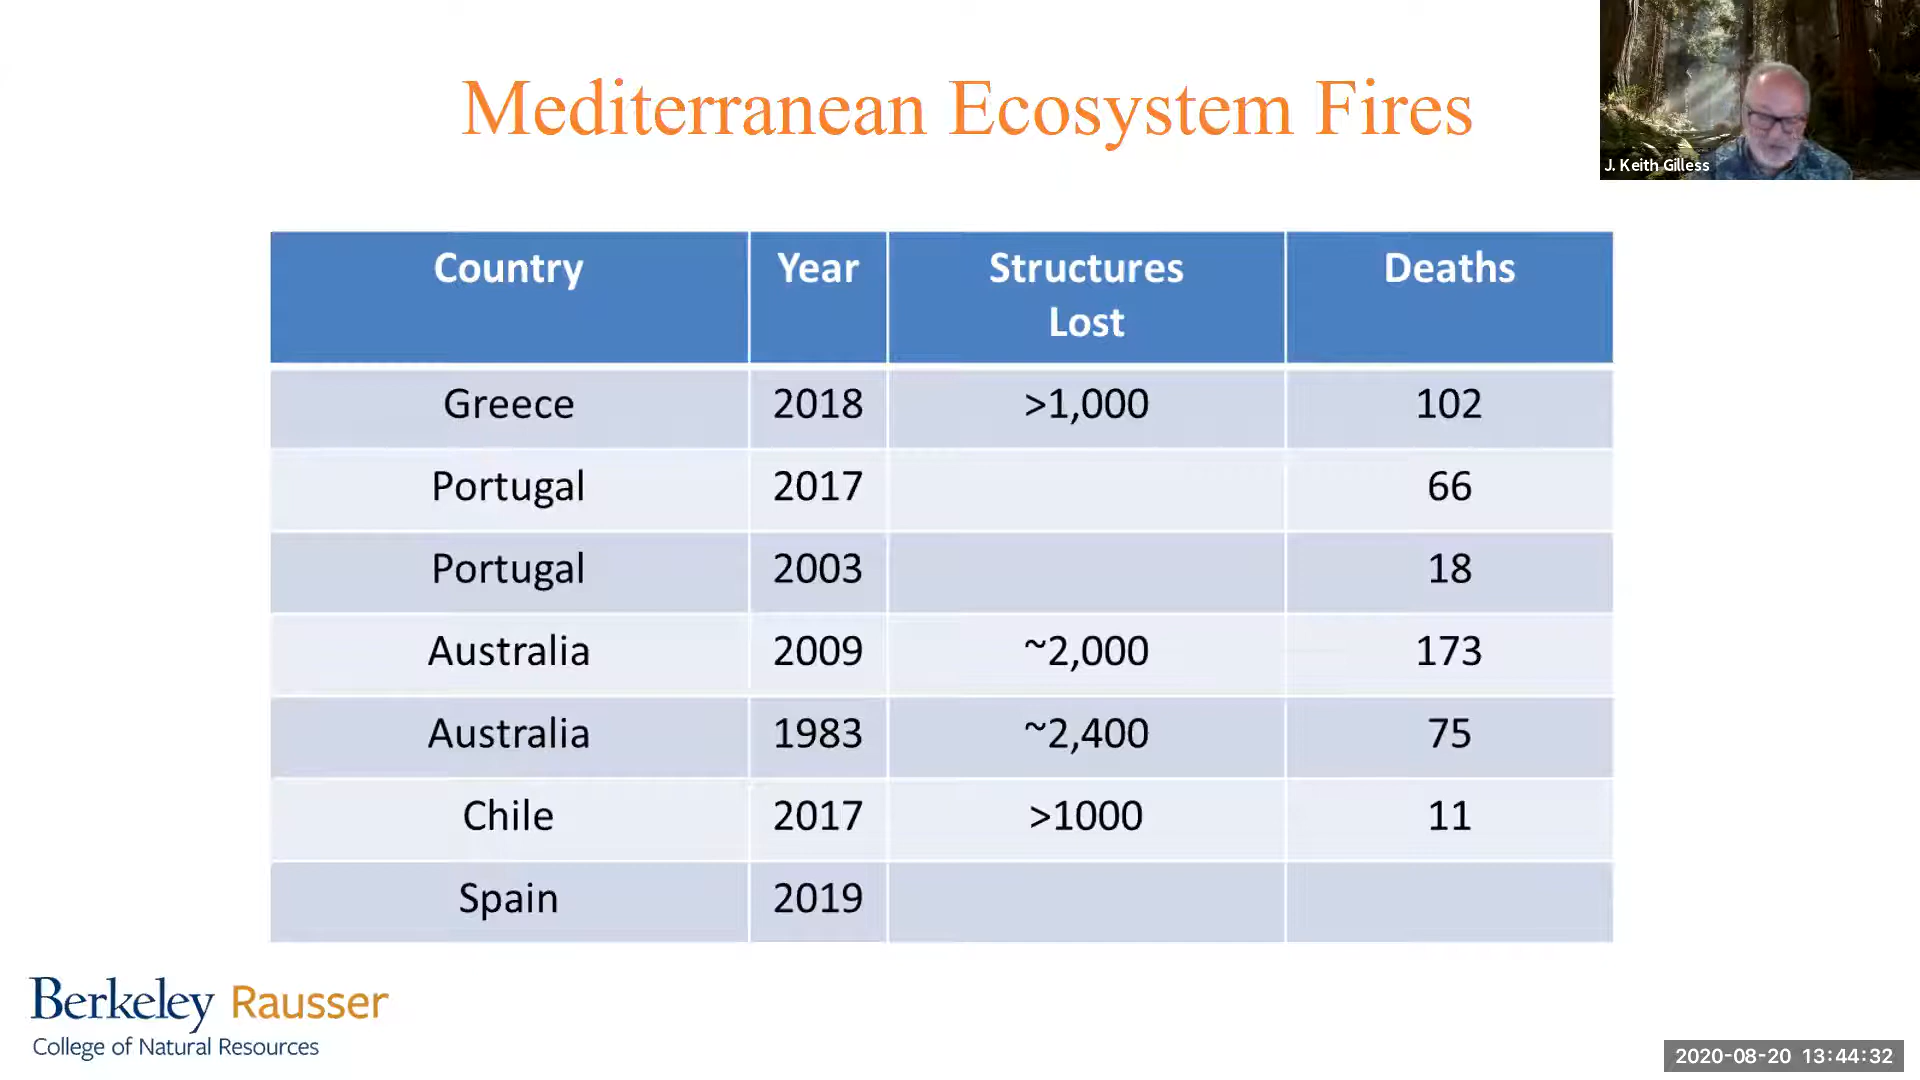 Mediterranean Ecosystem Fires
J. Keith Gilless
Country Year Structures Lost Deaths
Greece 2018 >1,000 102
Portugal 2017 66
Portugal 2003 18
Australia 2009 ~2,000 173
Australia 1983 ~2,400 75
Chile 2017 >1000 11
Spain 2019
Berkeley Rausser
College of Natural Resources
2020-08-20 13:44:32